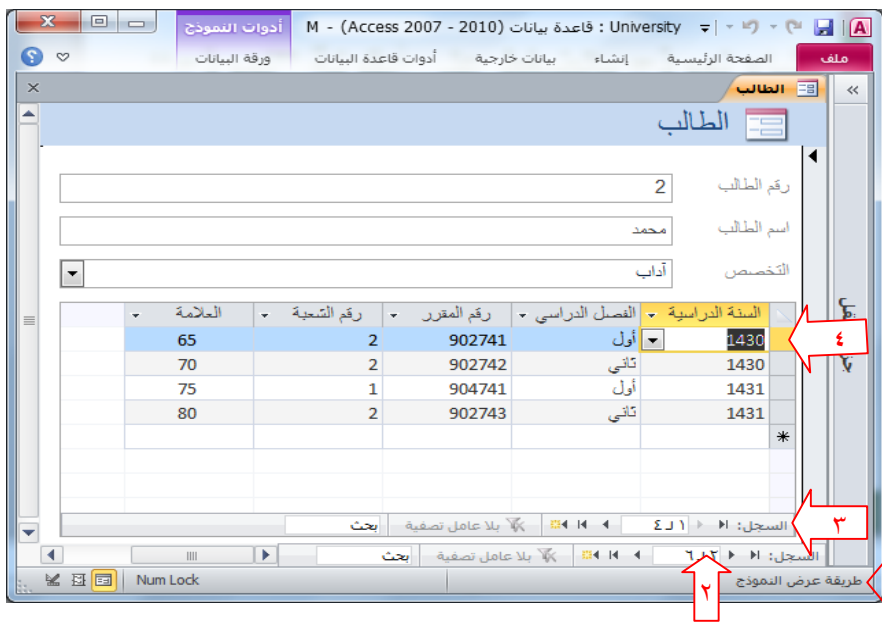 University : قاعدة بيانات (Access 2007 - 2010) - M أدوات النموذج
ملف الصفحة الرئيسية إنشاء بيانات خارجية أدوات قاعدة البيانات ورقة البيانات
الطالب
الطالب
رقم الطالب 2
اسم الطالب محمد
التخصص آداب
السنة الدراسية الفصل الدراسي رقم المقرر رقم الشعبة العلامة
1430 أول 902741 2 65
1430 ثاني 902742 2 70
1431 أول 904741 1 75
1431 ثاني 902743 2 80
٤
السجل: ١ لـ ٤ بلا عامل تصفية بحث
٣
السجل: ٢ لـ ٦ بلا عامل تصفية بحث
٢
طريقة عرض النموذج Num Lock